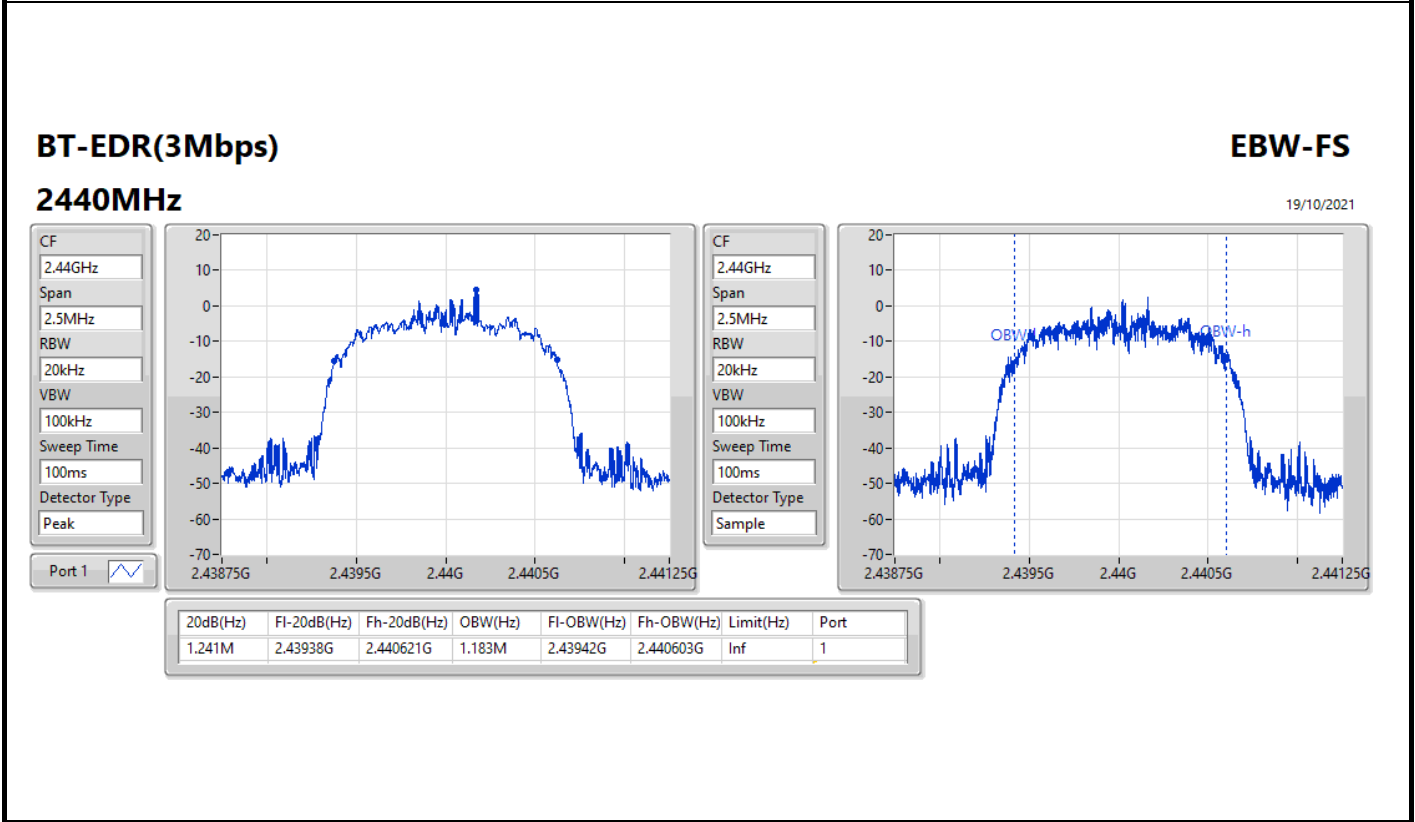 BT-EDR(3Mbps)
EBW-FS
2440MHz
19/10/2021
CF
2.44GHz
Span
2.5MHz
RBW
20kHz
VBW
100kHz
Sweep Time
100ms
Detector Type
Peak
Port 1
20
10
0
-10
-20
-30
-40
-50
-60
-70
2.43875G 2.4395G 2.44G 2.4405G 2.44125G
CF
2.44GHz
Span
2.5MHz
RBW
20kHz
VBW
100kHz
Sweep Time
100ms
Detector Type
Sample
20
10
0
-10
-20
-30
-40
-50
-60
-70
OBW OBW-h
2.43875G 2.4395G 2.44G 2.4405G 2.44125G
20dB(Hz) Fl-20dB(Hz) Fh-20dB(Hz) OBW(Hz) Fl-OBW(Hz) Fh-OBW(Hz) Limit(Hz) Port
1.241M 2.43938G 2.440621G 1.183M 2.43942G 2.440603G Inf 1